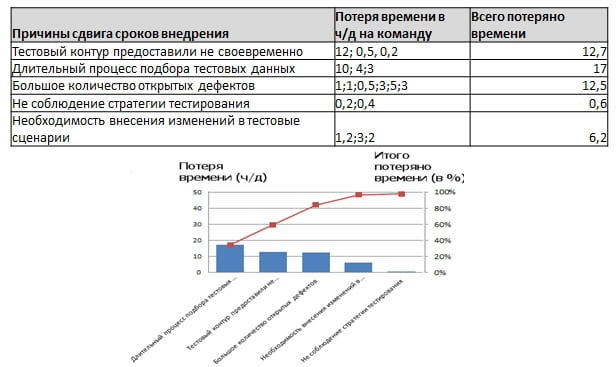 Причины сдвига сроков внедрения
Потеря времени в
ч/д на команду
Всего потеряно
времени
Тестовый контур предоставили не своевременно
12; 0,5, 0,2
12,7
Длительный процесс подбора тестовых данных
10; 4;3
17
Большое количество открытых дефектов
1;1;0,5;3;5;3
12,5
Не соблюдение стратегии тестирования
0,2;0,4
0,6
Необходимость внесения изменений в тестовые
сценарии
1,2;3;2
6,2
Потеря
времени (ч/д)
Итого
потеряно
времени (в %)
50
40
30
20
10
0
100%
80%
60%
40%
20%
0%
Длительный процесс подбора тестовых...
Тестовый контур предоставили не...
Большое количество открытых дефектов
Необходимость внесения изменений в...
Не соблюдение стратегии тестирования